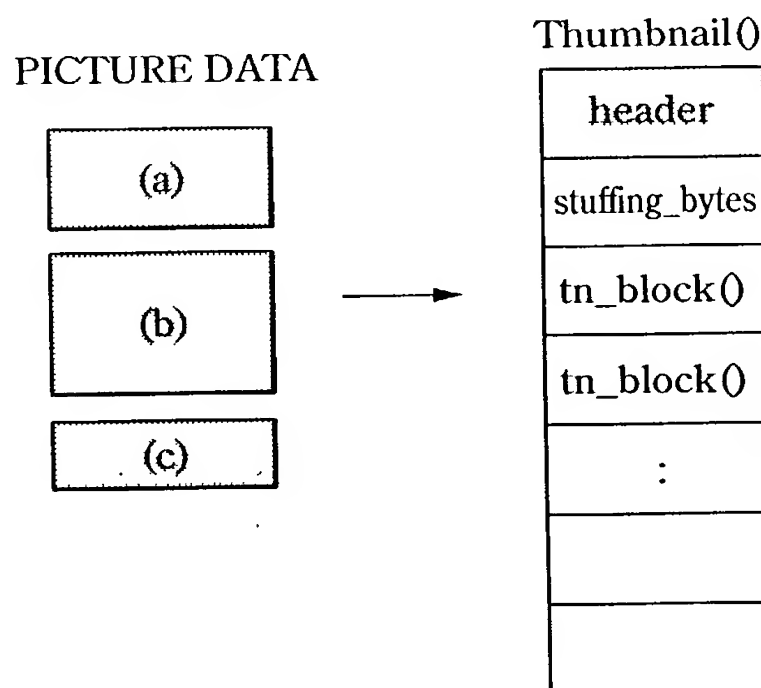 PICTURE DATA
(a)
(b)
(c)
Thumbnail()
header
stuffing_bytes
tn_block()
tn_block()
: